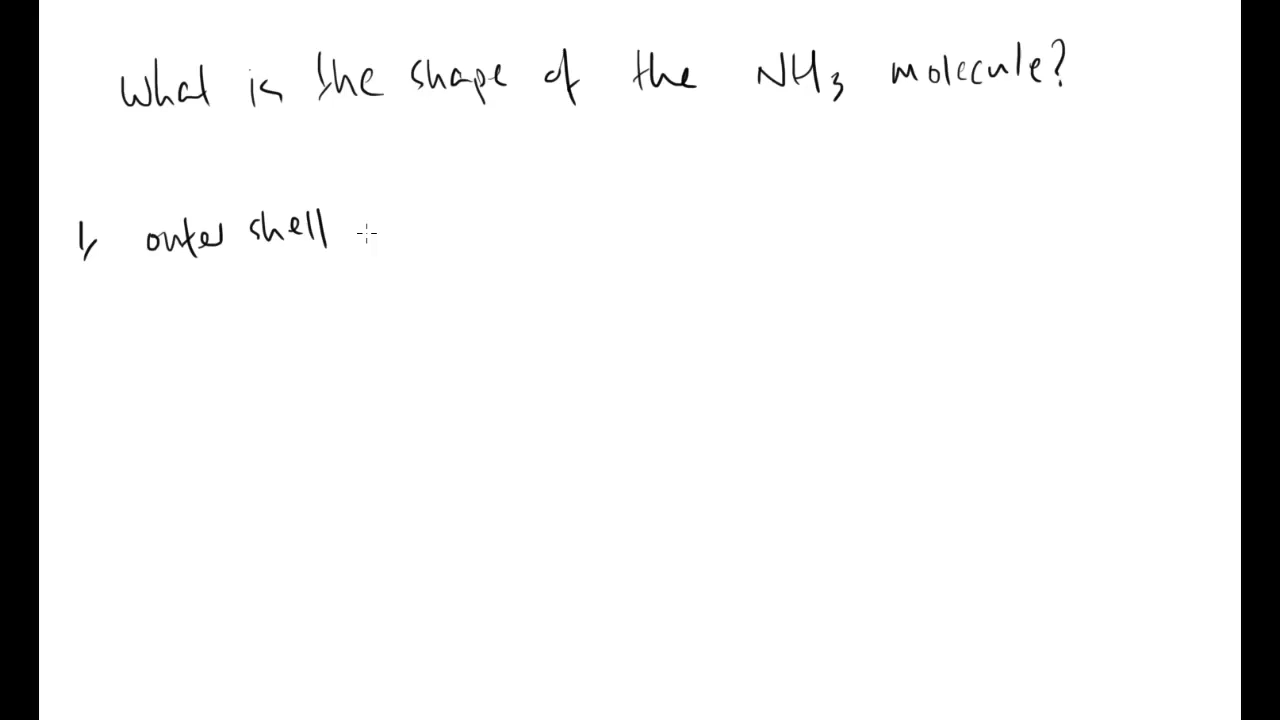 What is the shape of the NH3 molecule?
1, outer shell